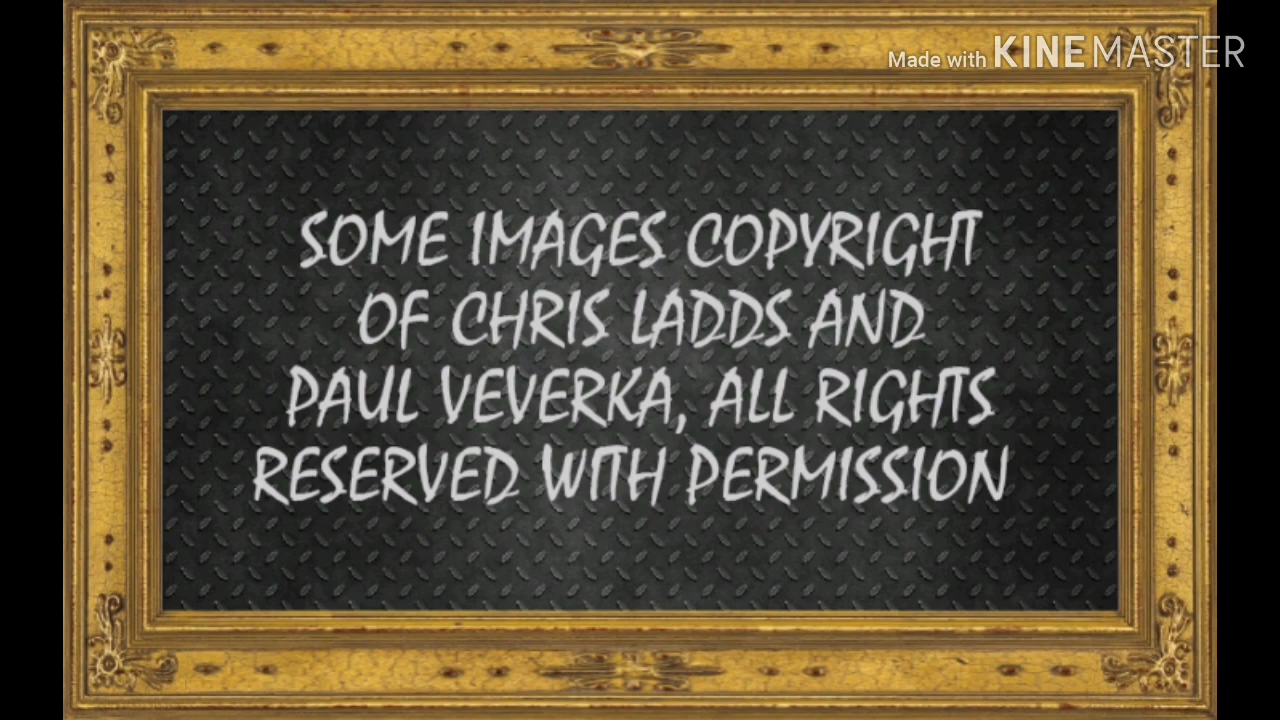 Made with KINEMASTER
SOME IMAGES COPYRIGHT
OF CHRIS LADDS AND
PAUL VEVERKA, ALL RIGHTS
RESERVED WITH PERMISSION